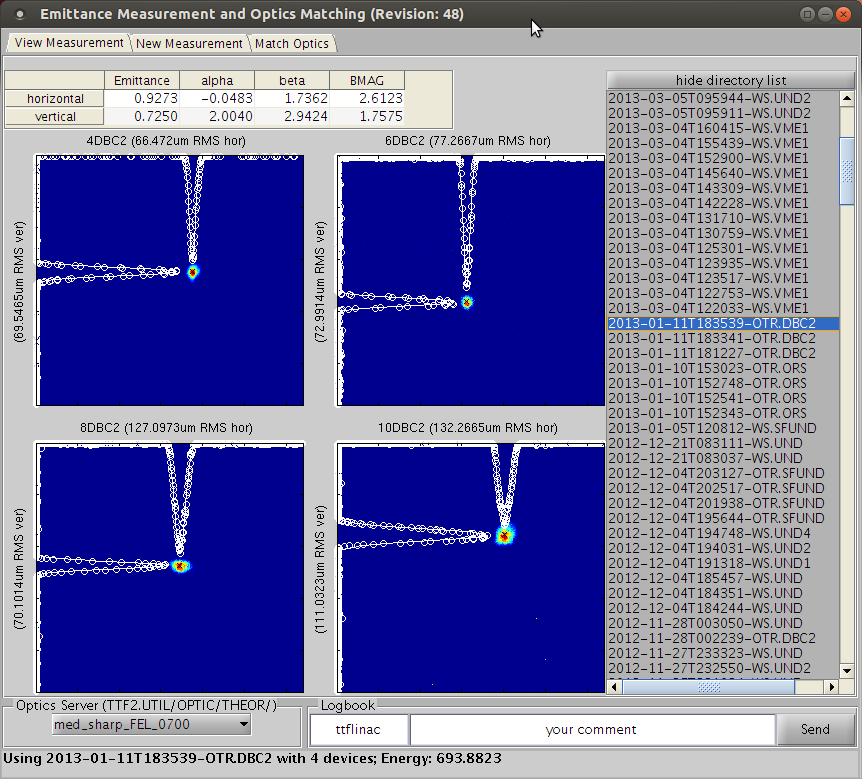 Emittance Measurement and Optics Matching (Revision: 48)
View Measurement New Measurement Match Optics
Emittance alpha beta BMAG
horizontal 0.9273 −0.0483 1.7362 2.6123
vertical 0.7250 2.0040 2.9424 1.7575
4DBC2 (66.472um RMS hor)
(69.5465um RMS ver)
6DBC2 (77.2667um RMS hor)
(72.9914um RMS ver)
8DBC2 (127.0973um RMS hor)
(70.1014um RMS ver)
10DBC2 (132.2665um RMS hor)
(111.0323um RMS ver)
hide directory list
2013-03-05T095944-WS.UND2
2013-03-05T095911-WS.UND2
2013-03-04T160415-WS.VME1
2013-03-04T155439-WS.VME1
2013-03-04T152900-WS.VME1
2013-03-04T145640-WS.VME1
2013-03-04T143309-WS.VME1
2013-03-04T142228-WS.VME1
2013-03-04T131710-WS.VME1
2013-03-04T130759-WS.VME1
2013-03-04T125301-WS.VME1
2013-03-04T123935-WS.VME1
2013-03-04T123517-WS.VME1
2013-03-04T122753-WS.VME1
2013-03-04T122033-WS.VME1
2013-01-11T183539-OTR.DBC2
2013-01-11T183341-OTR.DBC2
2013-01-11T181227-OTR.DBC2
2013-01-10T153023-OTR.ORS
2013-01-10T152748-OTR.ORS
2013-01-10T152541-OTR.ORS
2013-01-10T152343-OTR.ORS
2013-01-05T120812-WS.SFUND
2012-12-21T083111-WS.UND
2012-12-21T083037-WS.UND
2012-12-04T203127-OTR.SFUND
2012-12-04T202517-OTR.SFUND
2012-12-04T201938-OTR.SFUND
2012-12-04T195644-OTR.SFUND
2012-12-04T194748-WS.UND4
2012-12-04T194031-WS.UND2
2012-12-04T191318-WS.UND1
2012-12-04T185457-WS.UND
2012-12-04T184354-WS.UND
2012-12-04T184244-WS.UND
2012-11-28T003050-WS.UND
2012-11-28T002239-OTR.DBC2
2012-11-27T233323-WS.UND
2012-11-27T232550-WS.UND2
Optics Server (TTF2.UTIL/OPTIC/THEOR/)
med_sharp_FEL_0700
Logbook
ttflinac your comment Send
Using 2013-01-11T183539-OTR.DBC2 with 4 devices; Energy: 693.8823